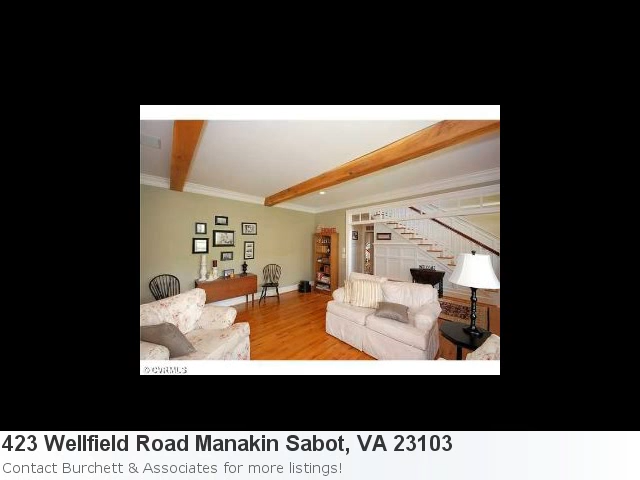 © CVRMLS
423 Wellfield Road Manakin Sabot, VA 23103
Contact Burchett & Associates for more listings!